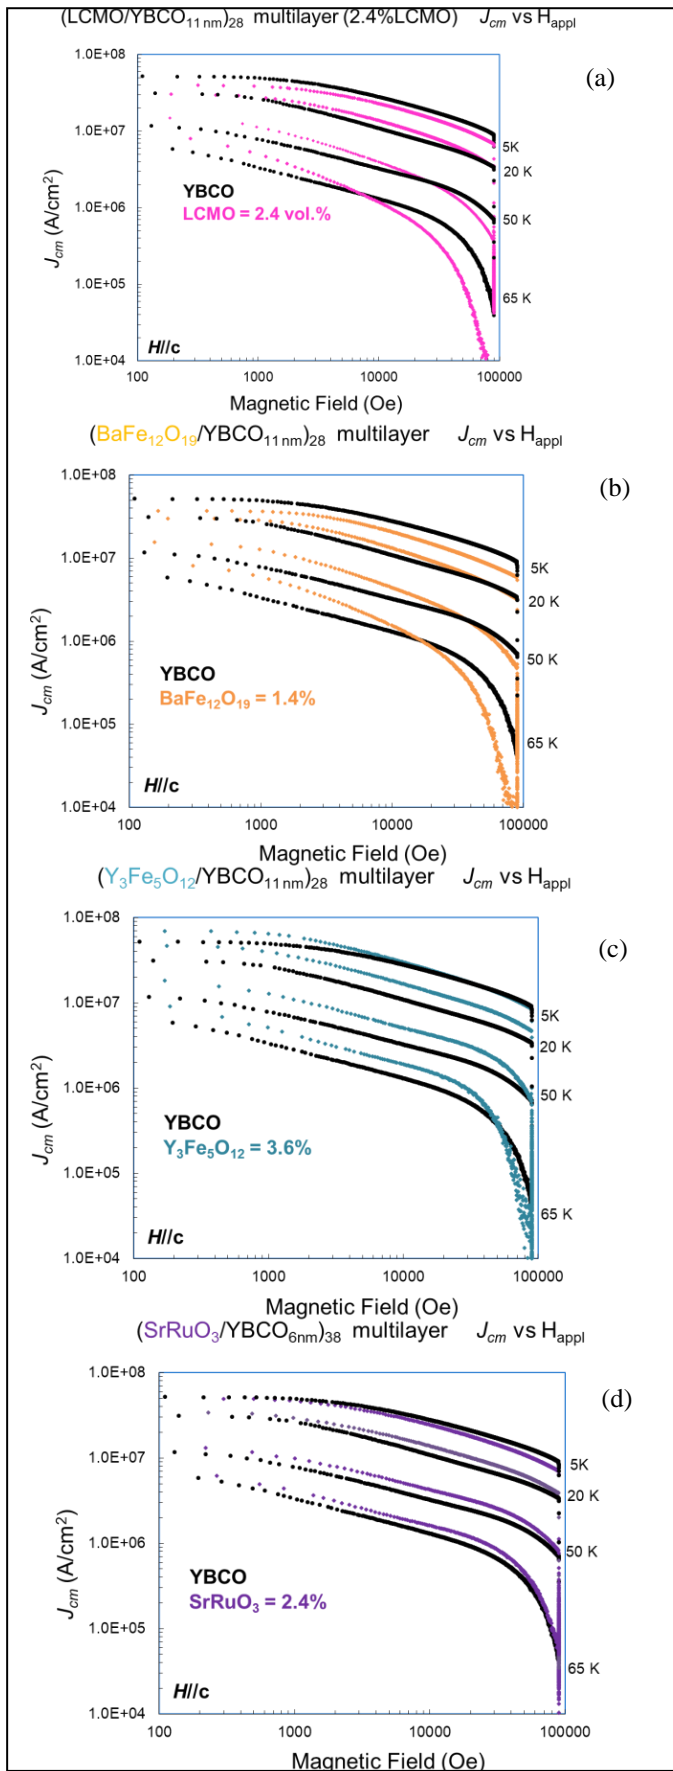 (LCMO/YBCO11 nm)28 multilayer (2.4%LCMO) Jcm vs Happl
(a)
1.0E+08
1.0E+07
1.0E+06
1.0E+05
1.0E+04
Jcm (A/cm²)
YBCO
LCMO = 2.4 vol.%
H//c
5K
20 K
50 K
65 K
100 1000 10000 100000
Magnetic Field (Oe)
(BaFe12O19/YBCO11 nm)28 multilayer Jcm vs Happl
(b)
1.0E+08
1.0E+07
1.0E+06
1.0E+05
1.0E+04
Jcm (A/cm²)
YBCO
BaFe12O19 = 1.4%
H//c
5K
20 K
50 K
65 K
100 1000 10000 100000
Magnetic Field (Oe)
(Y3Fe5O12/YBCO11 nm)28 multilayer Jcm vs Happl
(c)
1.0E+08
1.0E+07
1.0E+06
1.0E+05
1.0E+04
Jcm (A/cm²)
YBCO
Y3Fe5O12 = 3.6%
H//c
5K
20 K
50 K
65 K
100 1000 10000 100000
Magnetic Field (Oe)
(SrRuO3/YBCO6nm)38 multilayer Jcm vs Happl
(d)
1.0E+08
1.0E+07
1.0E+06
1.0E+05
1.0E+04
Jcm (A/cm²)
YBCO
SrRuO3 = 2.4%
H//c
5K
20 K
50 K
65 K
100 1000 10000 100000
Magnetic Field (Oe)